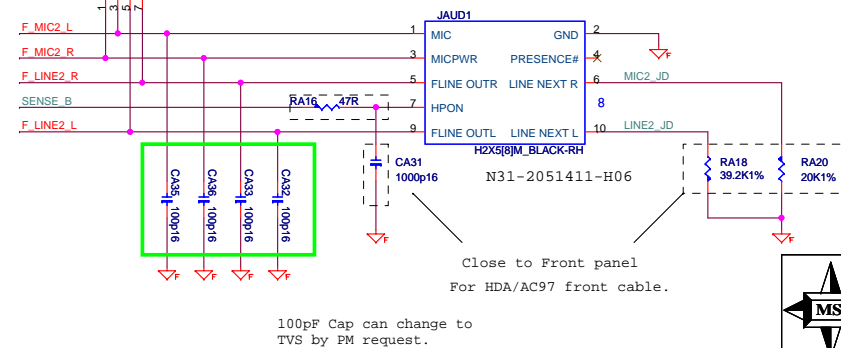 1
3
5
7
JAUD1
F_MIC2_L
1
MIC
GND
2
F
F_MIC2_R
3
MICPWR
PRESENCE#
4
F_LINE2_R
5
FLINE OUTR
LINE NEXT R
6
MIC2_JD
SENSE_B
RA16
47R
7
HPON
8
F_LINE2_L
9
FLINE OUTL
LINE NEXT L
10
LINE2_JD
H2X5[8]M_BLACK-RH
N31-2051411-H06
CA35
100p16
CA36
100p16
CA33
100p16
CA32
100p16
CA31
1000p16
RA18
39.2K1%
RA20
20K1%
F
F
F
F
F
F
Close to Front panel
For HDA/AC97 front cable.
100pF Cap can change to
TVS by PM request.
MS